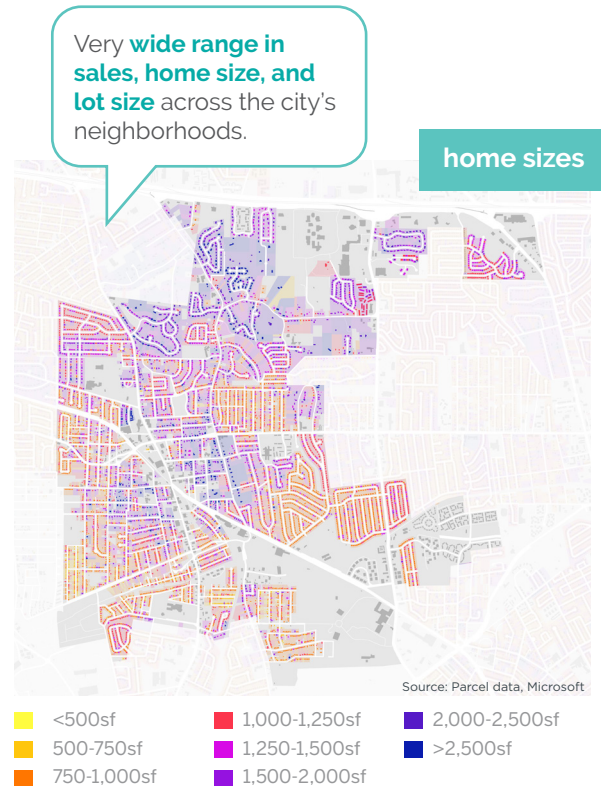 Very wide range in
sales, home size, and
lot size across the city's
neighborhoods.
home sizes
Source: Parcel data, Microsoft
<500sf
500-750sf
750-1,000sf
1,000-1,250sf
1,250-1,500sf
1,500-2,000sf
2,000-2,500sf
>2,500sf